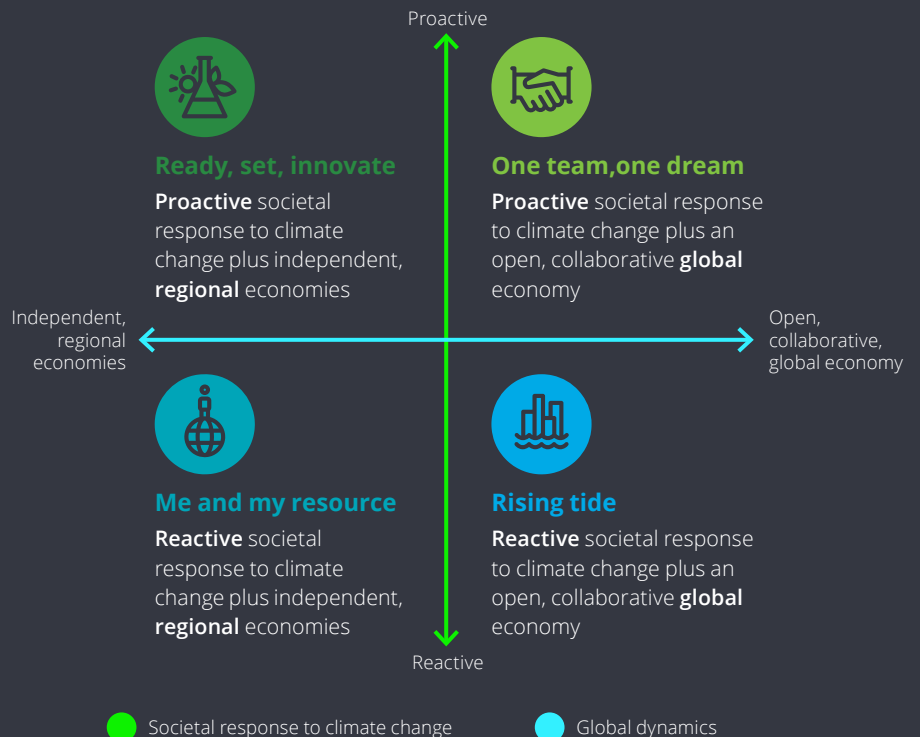 Proactive
Ready, set, innovate
Proactive societal
response to climate
change plus independent,
regional economies
One team,one dream
Proactive societal response
to climate change plus an
open, collaborative global
economy
Independent,
regional
economies
Open,
collaborative,
global economy
Me and my resource
Reactive societal
response to climate
change plus independent,
regional economies
Rising tide
Reactive societal response
to climate change plus an
open, collaborative global
economy
Reactive
Societal response to climate change
Global dynamics